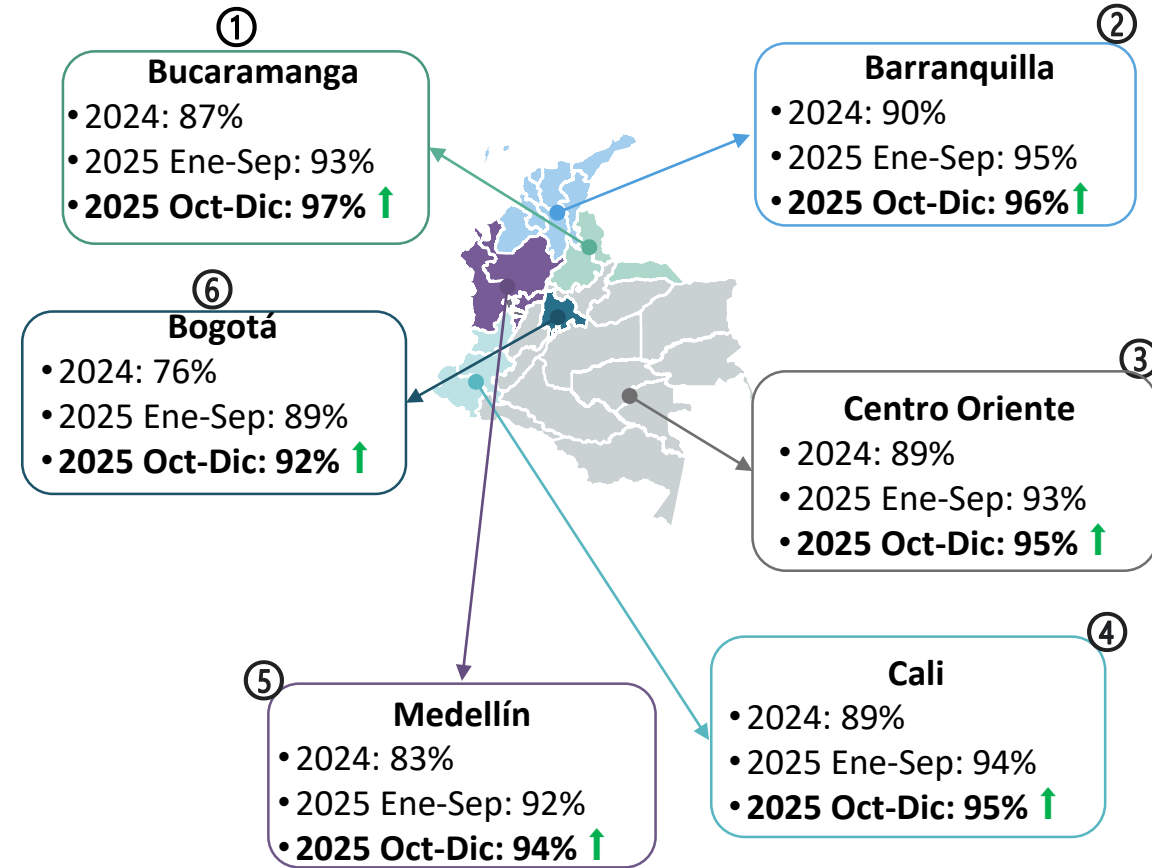 ①
Bucaramanga
• 2024: 87%
• 2025 Ene-Sep: 93%
• 2025 Oct-Dic: 97%
②
Barranquilla
• 2024: 90%
• 2025 Ene-Sep: 95%
• 2025 Oct-Dic: 96%
③
Centro Oriente
• 2024: 89%
• 2025 Ene-Sep: 93%
• 2025 Oct-Dic: 95%
④
Cali
• 2024: 89%
• 2025 Ene-Sep: 94%
• 2025 Oct-Dic: 95%
⑤
Medellín
• 2024: 83%
• 2025 Ene-Sep: 92%
• 2025 Oct-Dic: 94%
⑥
Bogotá
• 2024: 76%
• 2025 Ene-Sep: 89%
• 2025 Oct-Dic: 92%